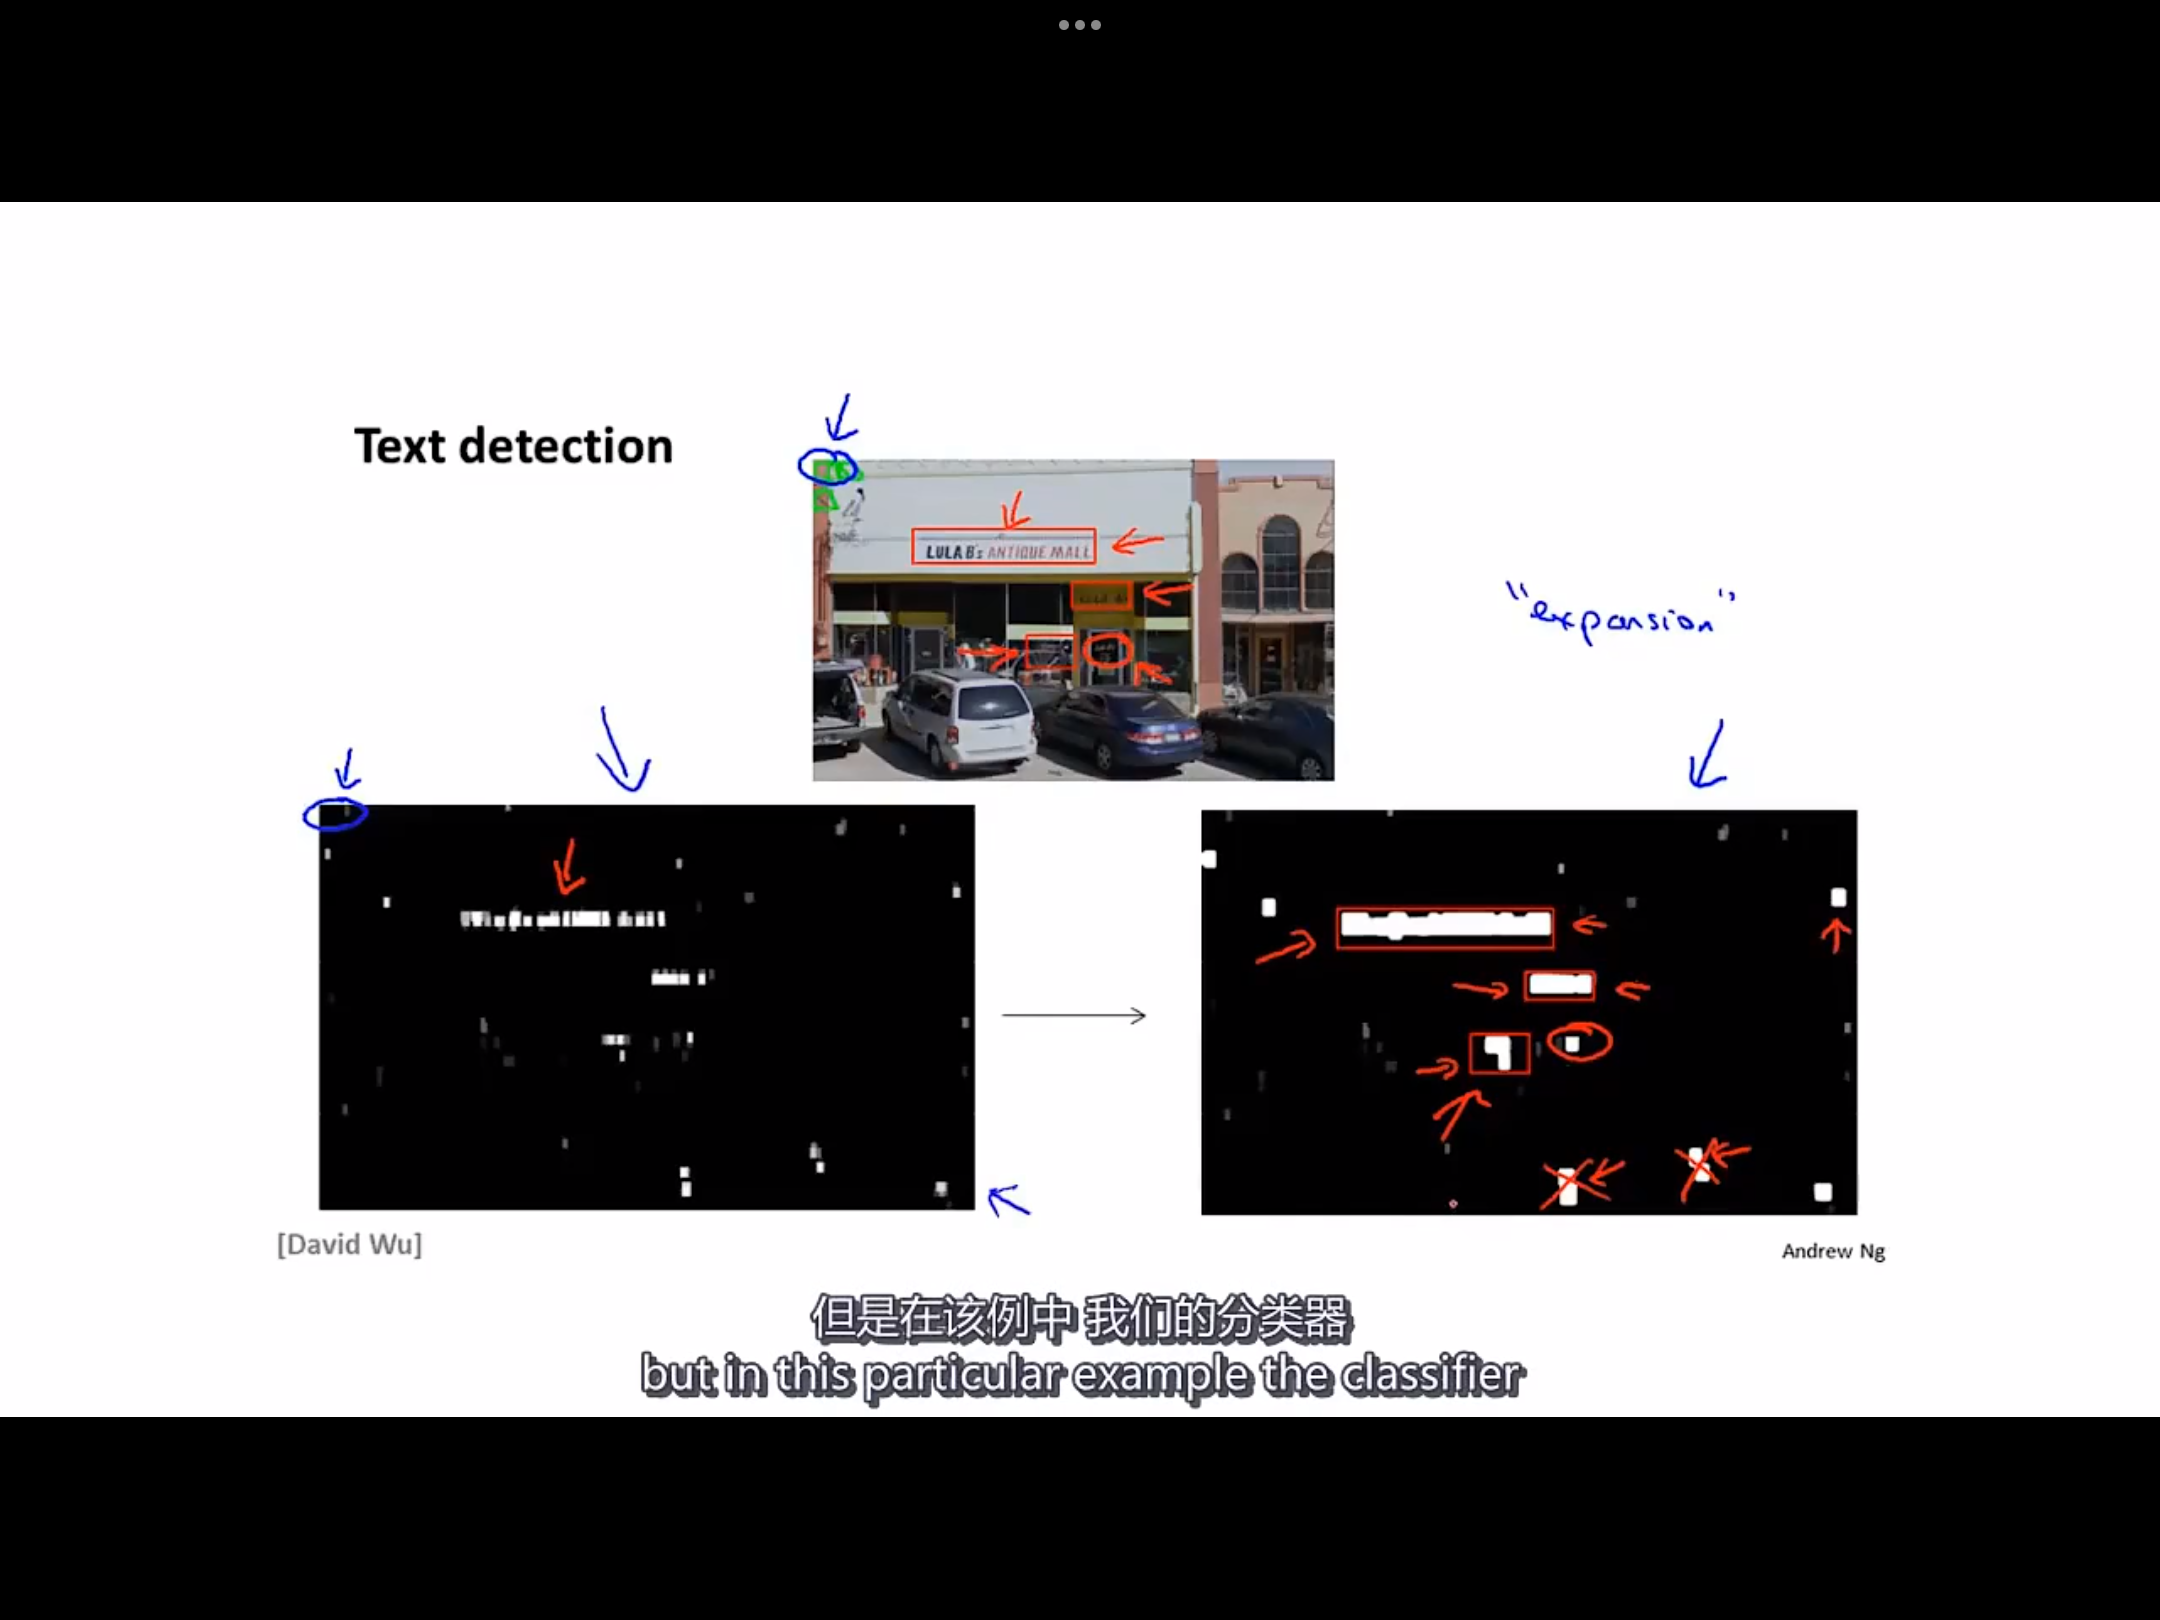 Text detection
LULA B's ANTIQUE MALL
"expansion"
[David Wu]
Andrew Ng
但是在该例中 我们的分类器
but in this particular example the classifier